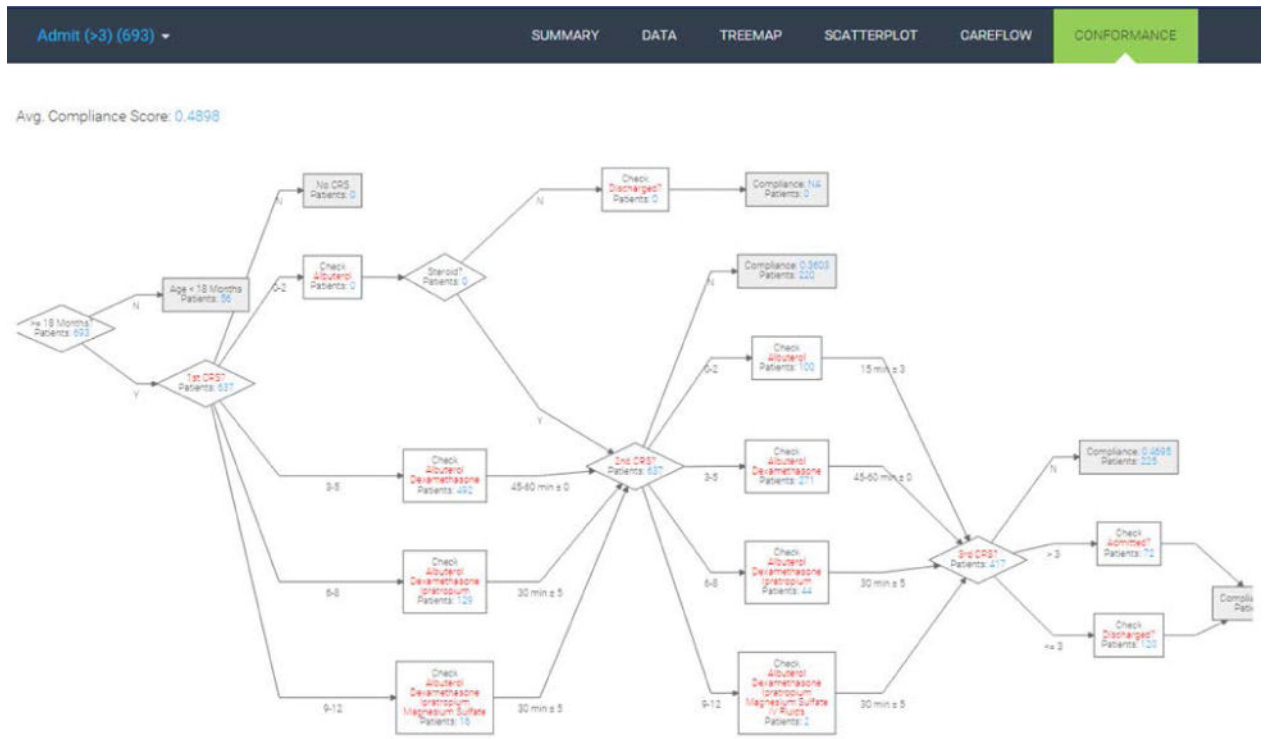 Admit (>3) (693)
SUMMARY
DATA
TREEMAP
SCATTERPLOT
CAREFLOW
CONFORMANCE
Avg. Compliance Score: 0.4898
>= 18 Months?
Patients: 693
N
Age < 18 Months
Patients: 56
Y
1st CRS?
Patients: 637
N
No CRS
Patients: 0
0-2
Check
Albuterol
Patients: 0
Steroid?
Patients: 0
N
Check
Discharged?
Patients: 0
Compliance: NA
Patients: 0
Y
3-5
Check
Albuterol
Dexamethasone
Patients: 492
45-60 min ± 0
6-8
Check
Albuterol
Dexamethasone
Ipratropium
Patients: 129
30 min ± 5
9-12
Check
Albuterol
Dexamethasone
Ipratropium
Magnesium Sulfate
Patients: 16
30 min ± 5
2nd CRS?
Patients: 637
N
Compliance: 0.3603
Patients: 220
0-2
Check
Albuterol
Patients: 100
15 min ± 3
3-5
Check
Albuterol
Dexamethasone
Patients: 271
45-60 min ± 0
6-8
Check
Albuterol
Dexamethasone
Ipratropium
Patients: 44
30 min ± 5
9-12
Check
Albuterol
Dexamethasone
Ipratropium
Magnesium Sulfate
IV Fluids
Patients: 2
30 min ± 5
3rd CRS?
Patients: 417
N
Compliance: 0.4695
Patients: 225
> 3
Check
Admitted?
Patients: 72
<= 3
Check
Discharged?
Patients: 120
Complia
Patie